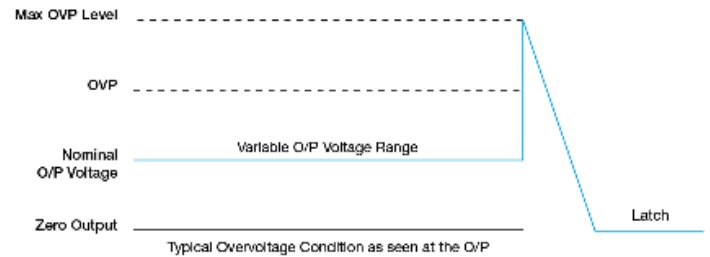 Max OVP Level
OVP
Variable O/P Voltage Range
Nominal
O/P Voltage
Latch
Zero Output
Typical Overvoltage Condition as seen at the O/P